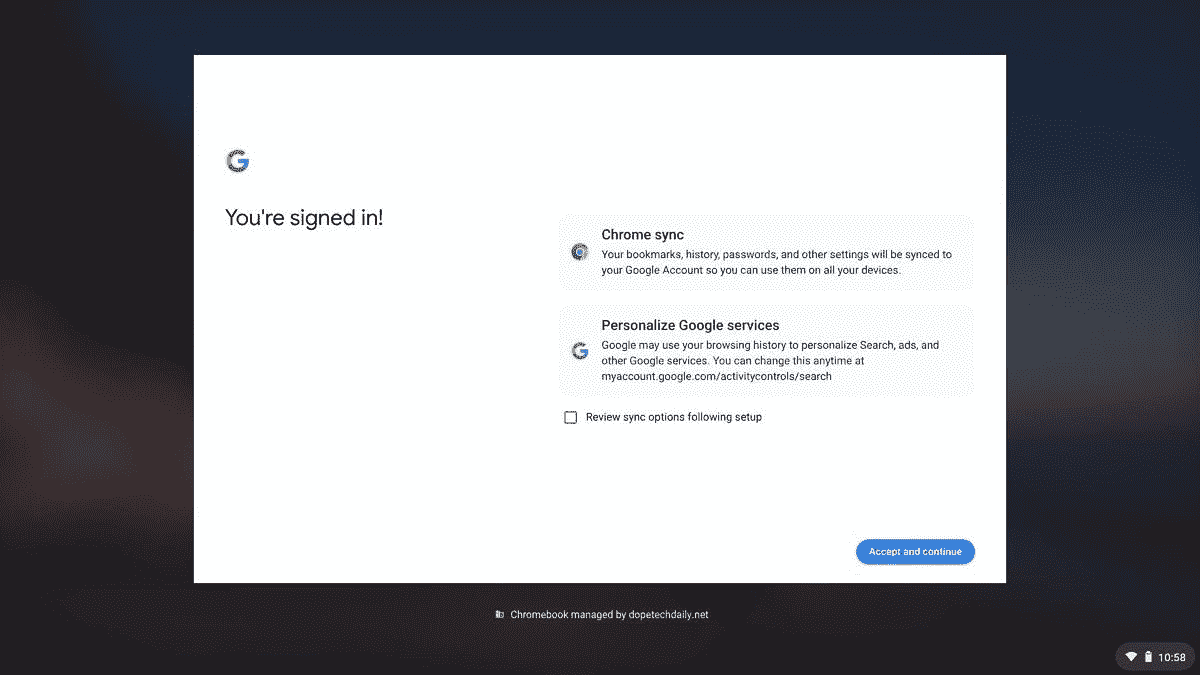 You're signed in!
Chrome sync
Your bookmarks, history, passwords, and other settings will be synced to
your Google Account so you can use them on all your devices.
Personalize Google services
Google may use your browsing history to personalize Search, ads, and
other Google services. You can change this anytime at
myaccount.google.com/activitycontrols/search
Review sync options following setup
Accept and continue
Chromebook managed by dopetechdaily.net
10:58